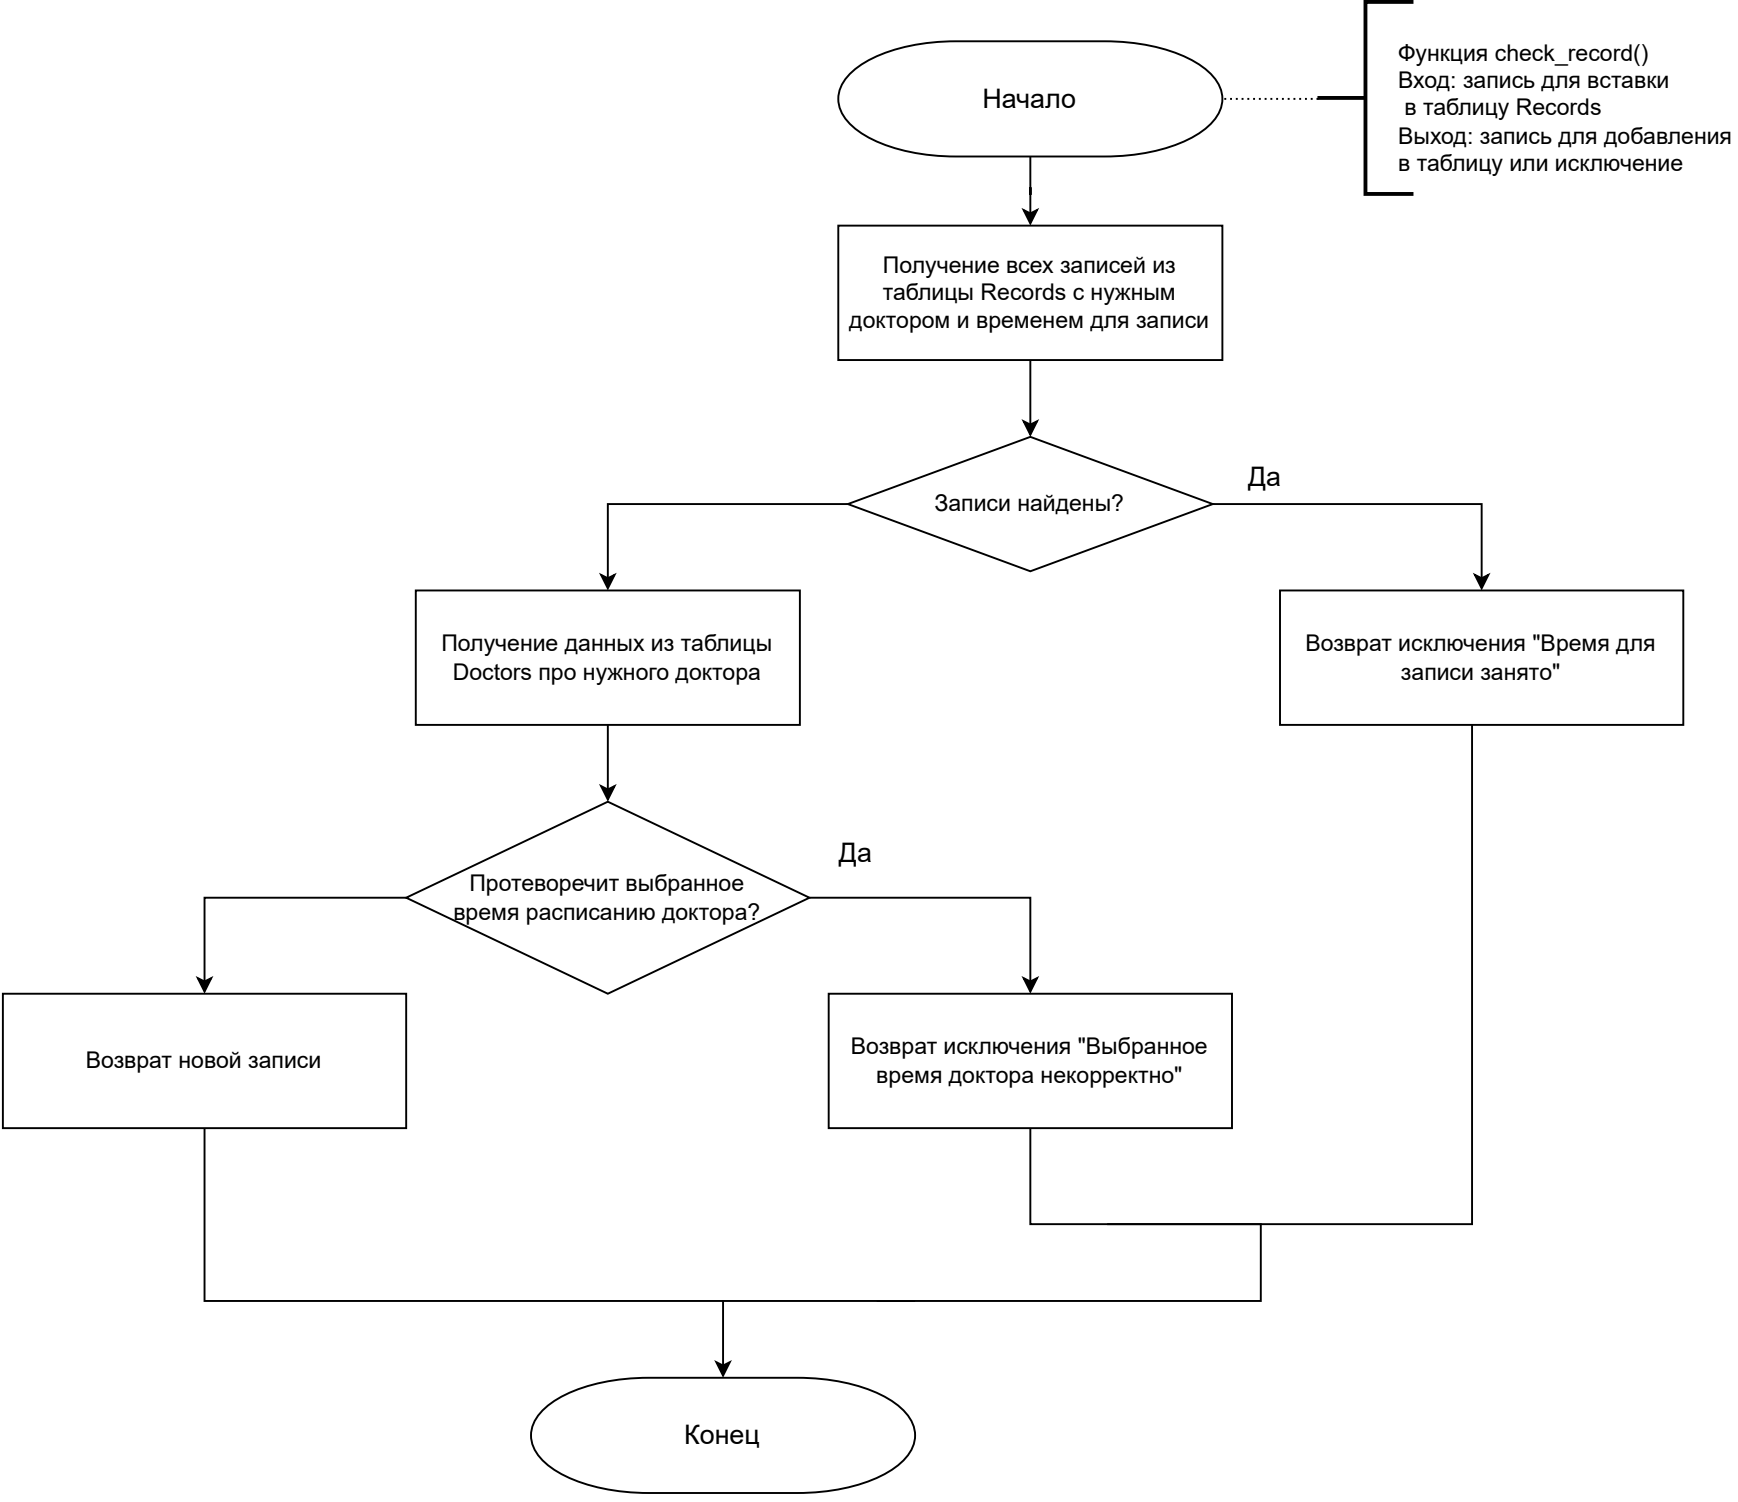 Начало
Функция check_record()
Вход: запись для вставки
в таблицу Records
Выход: запись для добавления
в таблицу или исключение
Получение всех записей из
таблицы Records с нужным
доктором и временем для записи
Записи найдены?
Да
Получение данных из таблицы
Doctors про нужного доктора
Возврат исключения "Время для
записи занято"
Протеворечит выбранное
время расписанию доктора?
Да
Возврат новой записи
Возврат исключения "Выбранное
время доктора некорректно"
Конец